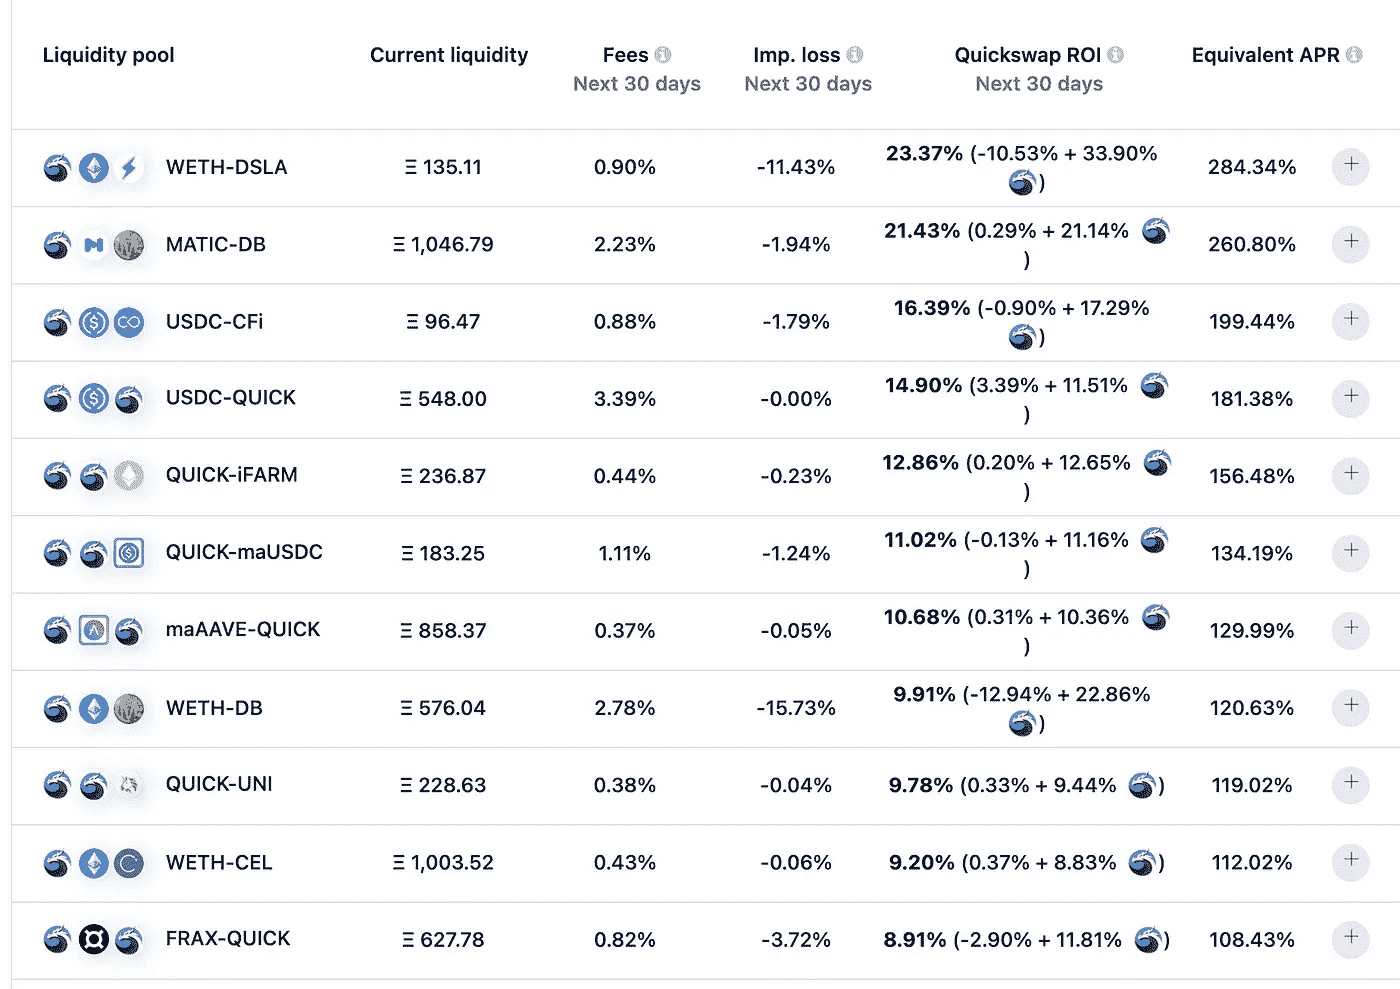 Liquidity pool Current liquidity Fees Imp. loss Quickswap ROI Equivalent APR
Next 30 days Next 30 days Next 30 days
WETH-DSLA Ξ 135.11 0.90% -11.43% 23.37% (-10.53% + 33.90% ) 284.34% +
MATIC-DB Ξ 1,046.79 2.23% -1.94% 21.43% (0.29% + 21.14% ) 260.80% +
USDC-CFi Ξ 96.47 0.88% -1.79% 16.39% (-0.90% + 17.29% ) 199.44% +
USDC-QUICK Ξ 548.00 3.39% -0.00% 14.90% (3.39% + 11.51% ) 181.38% +
QUICK-iFARM Ξ 236.87 0.44% -0.23% 12.86% (0.20% + 12.65% ) 156.48% +
QUICK-maUSDC Ξ 183.25 1.11% -1.24% 11.02% (-0.13% + 11.16% ) 134.19% +
maAAVE-QUICK Ξ 858.37 0.37% -0.05% 10.68% (0.31% + 10.36% ) 129.99% +
WETH-DB Ξ 576.04 2.78% -15.73% 9.91% (-12.94% + 22.86% ) 120.63% +
QUICK-UNI Ξ 228.63 0.38% -0.04% 9.78% (0.33% + 9.44% ) 119.02% +
WETH-CEL Ξ 1,003.52 0.43% -0.06% 9.20% (0.37% + 8.83% ) 112.02% +
FRAX-QUICK Ξ 627.78 0.82% -3.72% 8.91% (-2.90% + 11.81% ) 108.43% +